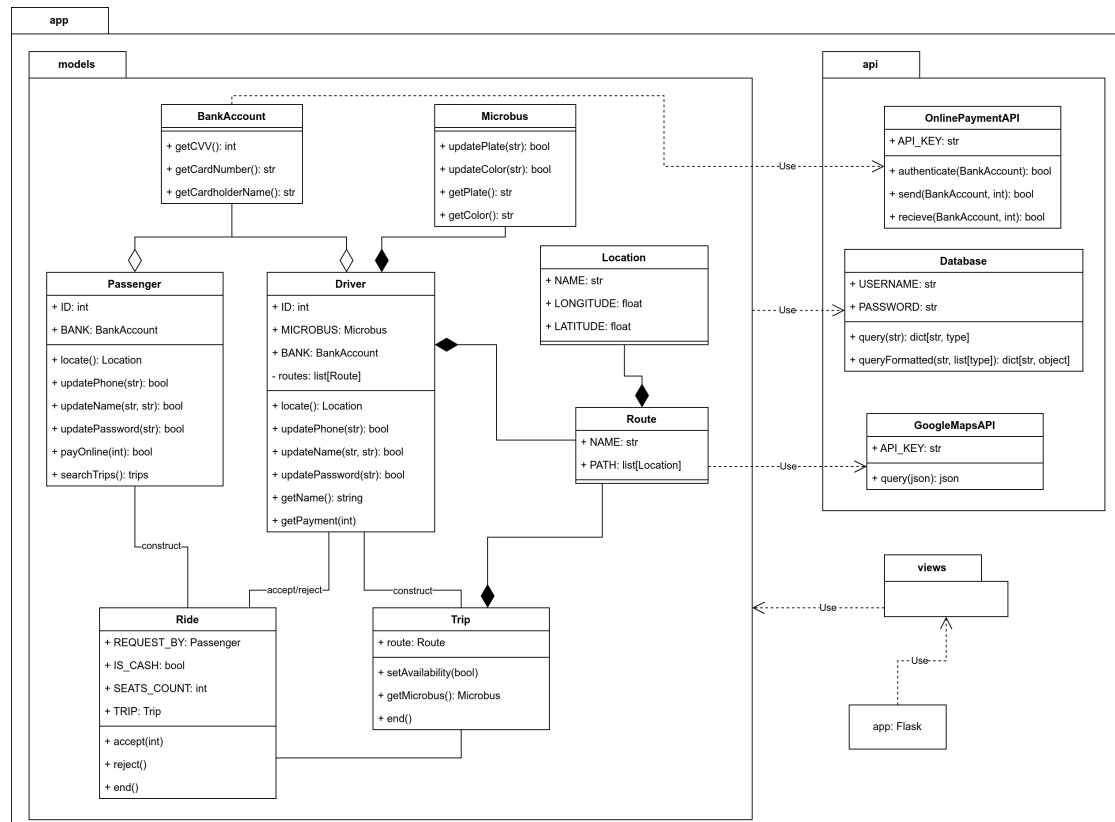 app
models
api
BankAccount
+ getCVV(): int
+ getCardNumber(): str
+ getCardholderName(): str
Microbus
+ updatePlate(str): bool
+ updateColor(str): bool
+ getPlate(): str
+ getColor(): str
Use
OnlinePaymentAPI
+ API_KEY: str
+ authenticate(BankAccount): bool
+ send(BankAccount, int): bool
+ recieve(BankAccount, int): bool
Passenger
+ ID: int
+ BANK: BankAccount
+ locate(): Location
+ updatePhone(str): bool
+ updateName(str, str): bool
+ updatePassword(str): bool
+ payOnline(int): bool
+ searchTrips(): trips
Driver
+ ID: int
+ MICROBUS: Microbus
+ BANK: BankAccount
- routes: list[Route]
+ locate(): Location
+ updatePhone(str): bool
+ updateName(str, str): bool
+ updatePassword(str): bool
+ getName(): string
+ getPayment(int)
Location
+ NAME: str
+ LONGITUDE: float
+ LATITUDE: float
Use
Database
+ USERNAME: str
+ PASSWORD: str
+ query(str): dict[str, type]
+ queryFormatted(str, list[type]): dict[str, object]
Route
+ NAME: str
+ PATH: list[Location]
Use
GoogleMapsAPI
+ API_KEY: str
+ query(json): json
construct
accept/reject
construct
Ride
+ REQUEST_BY: Passenger
+ IS_CASH: bool
+ SEATS_COUNT: int
+ TRIP: Trip
+ accept(int)
+ reject()
+ end()
Trip
+ route: Route
+ setAvailability(bool)
+ getMicrobus(): Microbus
+ end()
views
Use
Use
app: Flask